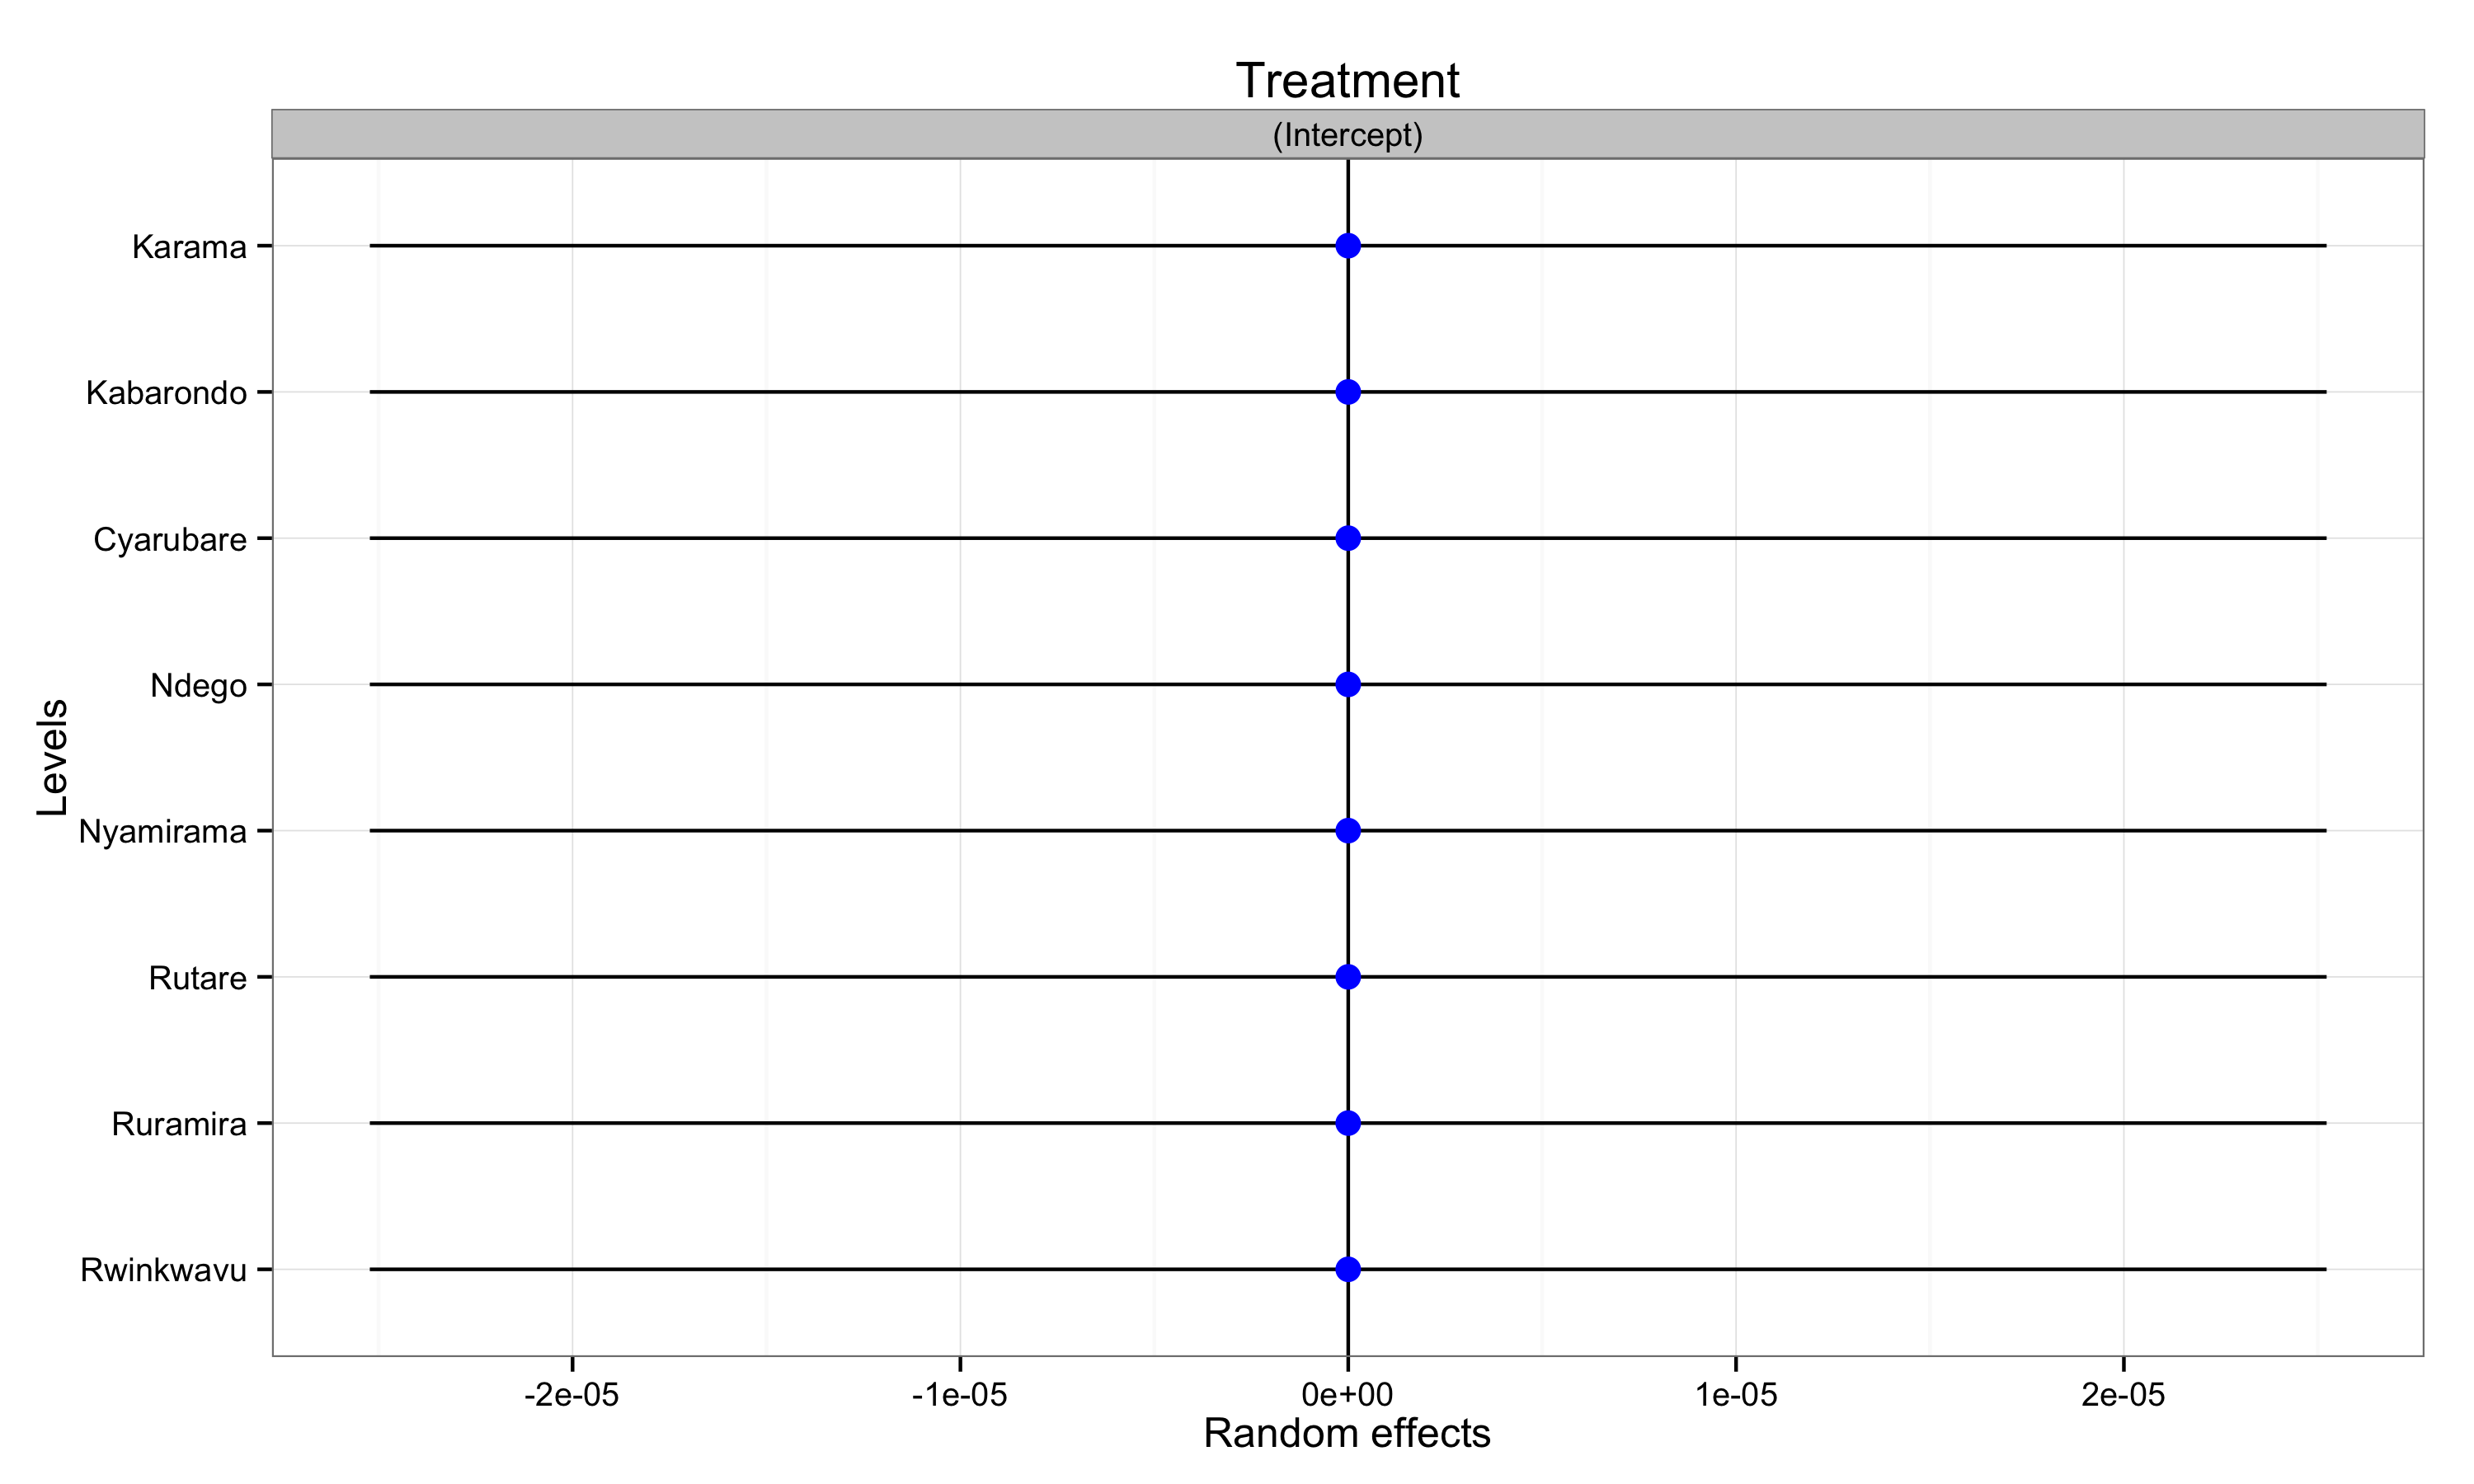 Treatment
(Intercept)
Karama
Kabarondo
Cyarubare
Ndego
Nyamirama
Rutare
Ruramira
Rwinkwavu
Levels
-2e-05 -1e-05 0e+00 1e-05 2e-05
Random effects